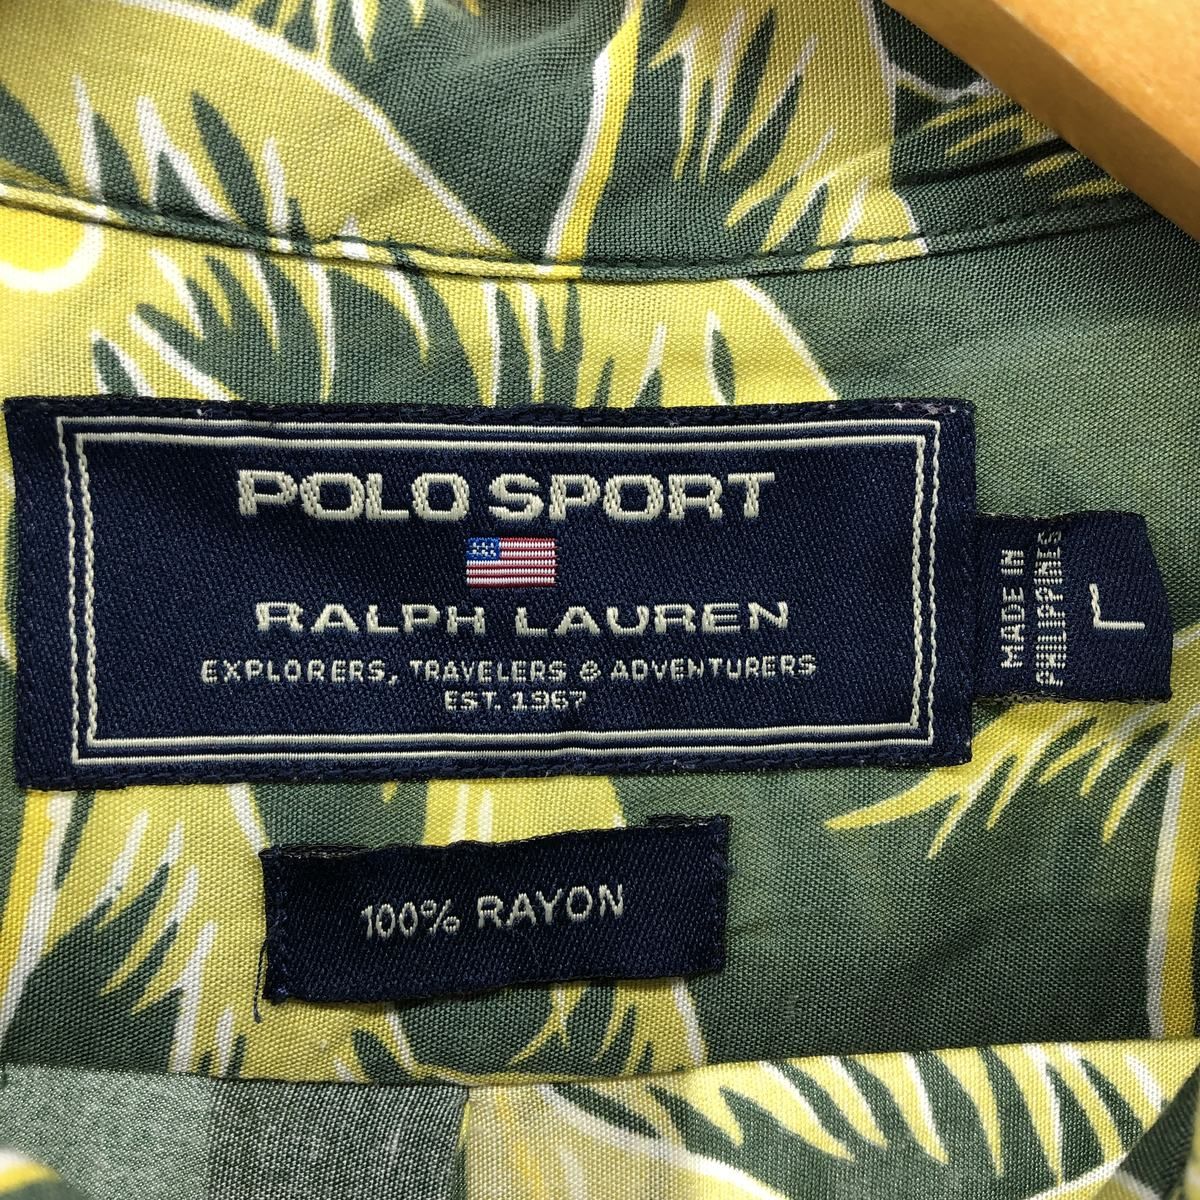 POLO SPORT
RALPH LAUREN
EXPLORERS, TRAVELERS & ADVENTURERS
EST. 1967
MADE IN
PHILIPPINES
L
100% RAYON